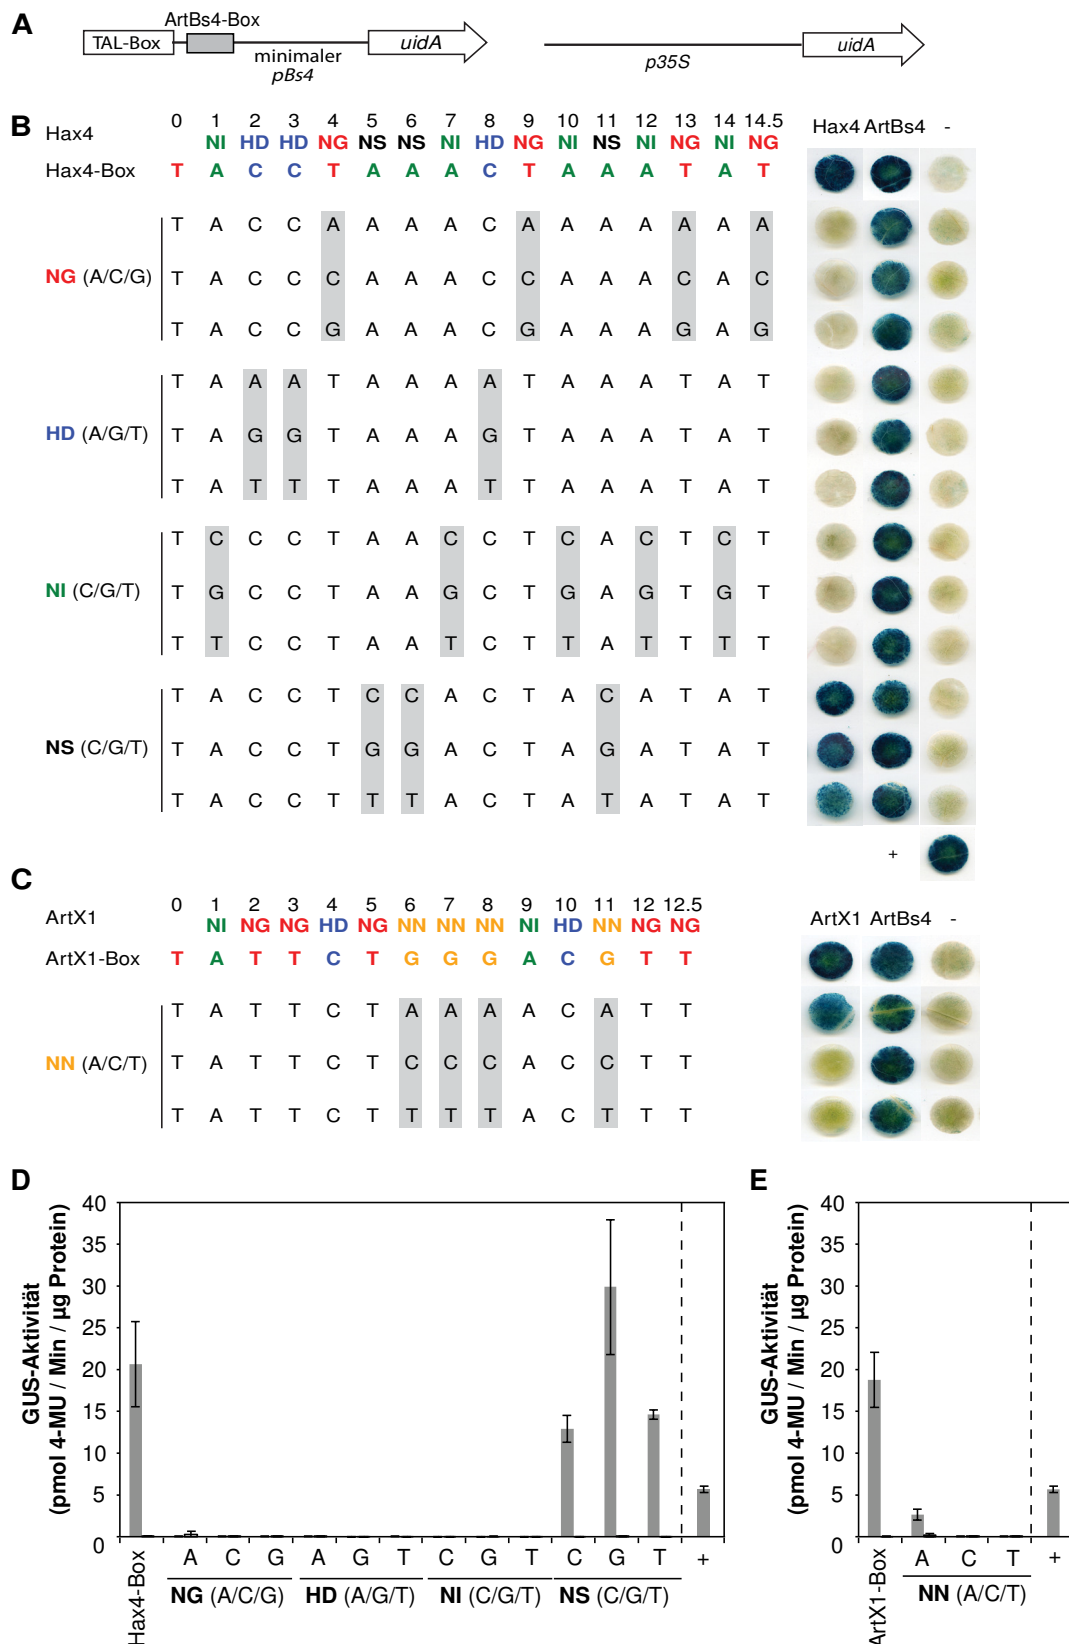 A
ArtBs4-Box
TAL-Box
uidA
minimaler
pBs4
p35S
uidA
B
0 1 2 3 4 5 6 7 8 9 10 11 12 13 14 14.5
Hax4 NI HD HD NG NS NS NI HD NG NI NS NI NG NI NG
Hax4-Box T A C C T A A A C T A A A T A T
Hax4 ArtBs4 -
T A C C A A A A C A A A A A A A
NG (A/C/G) T A C C C A A A C C A A A C A C
T A C C G A A A C G A A A G A G
T A A A T A A A A T A A A T A T
HD (A/G/T) T A G G T A A A G T A A A T A T
T A T T T A A A T T A A A T A T
T C C C T A A C C T C A C T C T
NI (C/G/T) T G C C T A A G C T G A G T G T
T T C C T A A T C T T A T T T T
T A C C T C C A C T A C A T A T
NS (C/G/T) T A C C T G G A C T A G A T A T
T A C C T T T A C T A T A T A T
+
C
0 1 2 3 4 5 6 7 8 9 10 11 12 12.5
ArtX1 NI NG NG HD NG NN NN NN NI HD NN NG NG
ArtX1-Box T A T T C T G G G A C G T T
ArtX1 ArtBs4 -
T A T T C T A A A A C A T T
NN (A/C/T) T A T T C T C C C A C C T T
T A T T C T T T T A C T T T
D
GUS-Aktivität
(pmol 4-MU / Min / µg Protein)
40
35
30
25
20
15
10
5
0
Hax4-Box A C G A G T C G T C G T +
NG (A/C/G) HD (A/G/T) NI (C/G/T) NS (C/G/T)
E
GUS-Aktivität
(pmol 4-MU / Min / µg Protein)
40
35
30
25
20
15
10
5
0
ArtX1-Box A C T +
NN (A/C/T)